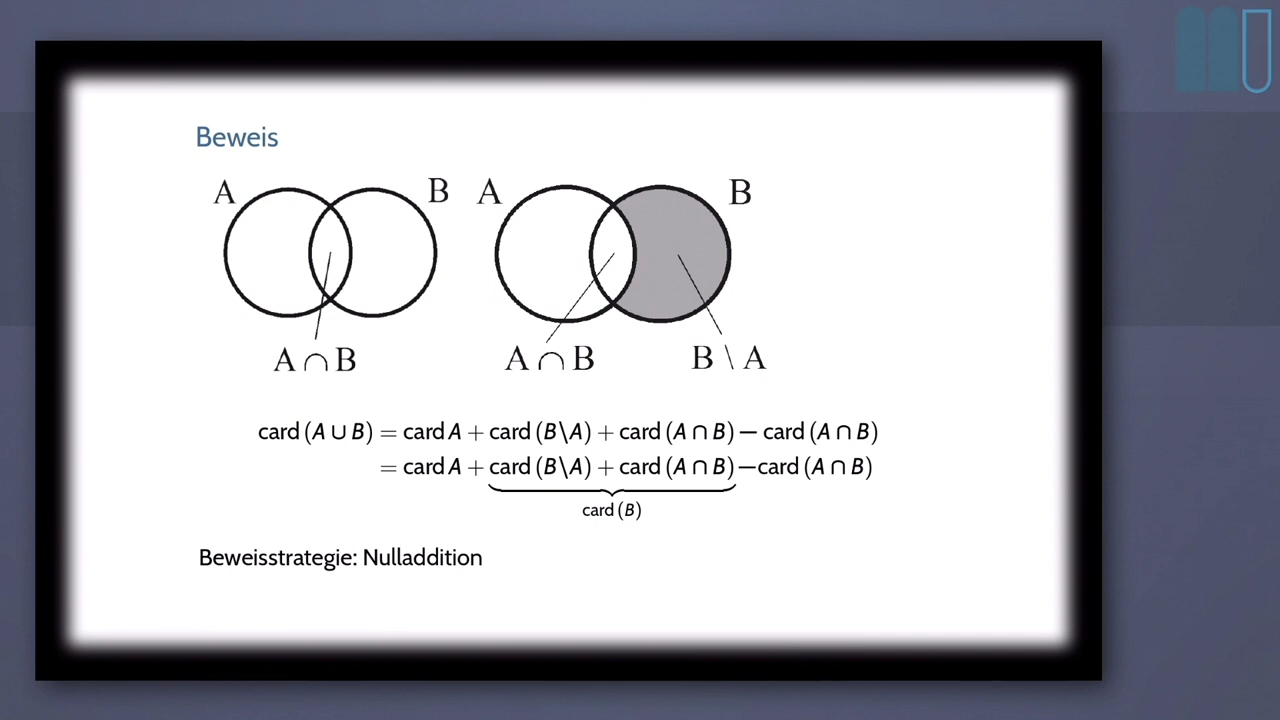 Beweis
A B A B
A ∩ B A ∩ B B \ A
card (A ∪ B) = card A + card (B\A) + card (A ∩ B) − card (A ∩ B)
= card A + card (B\A) + card (A ∩ B) −card (A ∩ B)
card (B)
Beweisstrategie: Nulladdition